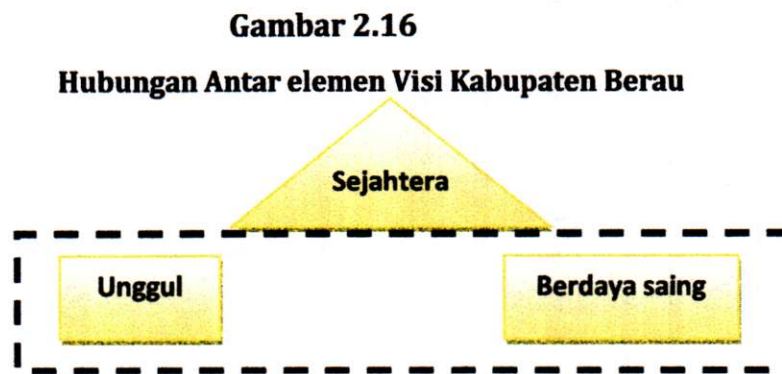 Gambar 2.16
Hubungan Antar elemen Visi Kabupaten Berau
Sejahtera
Unggul
Berdaya saing